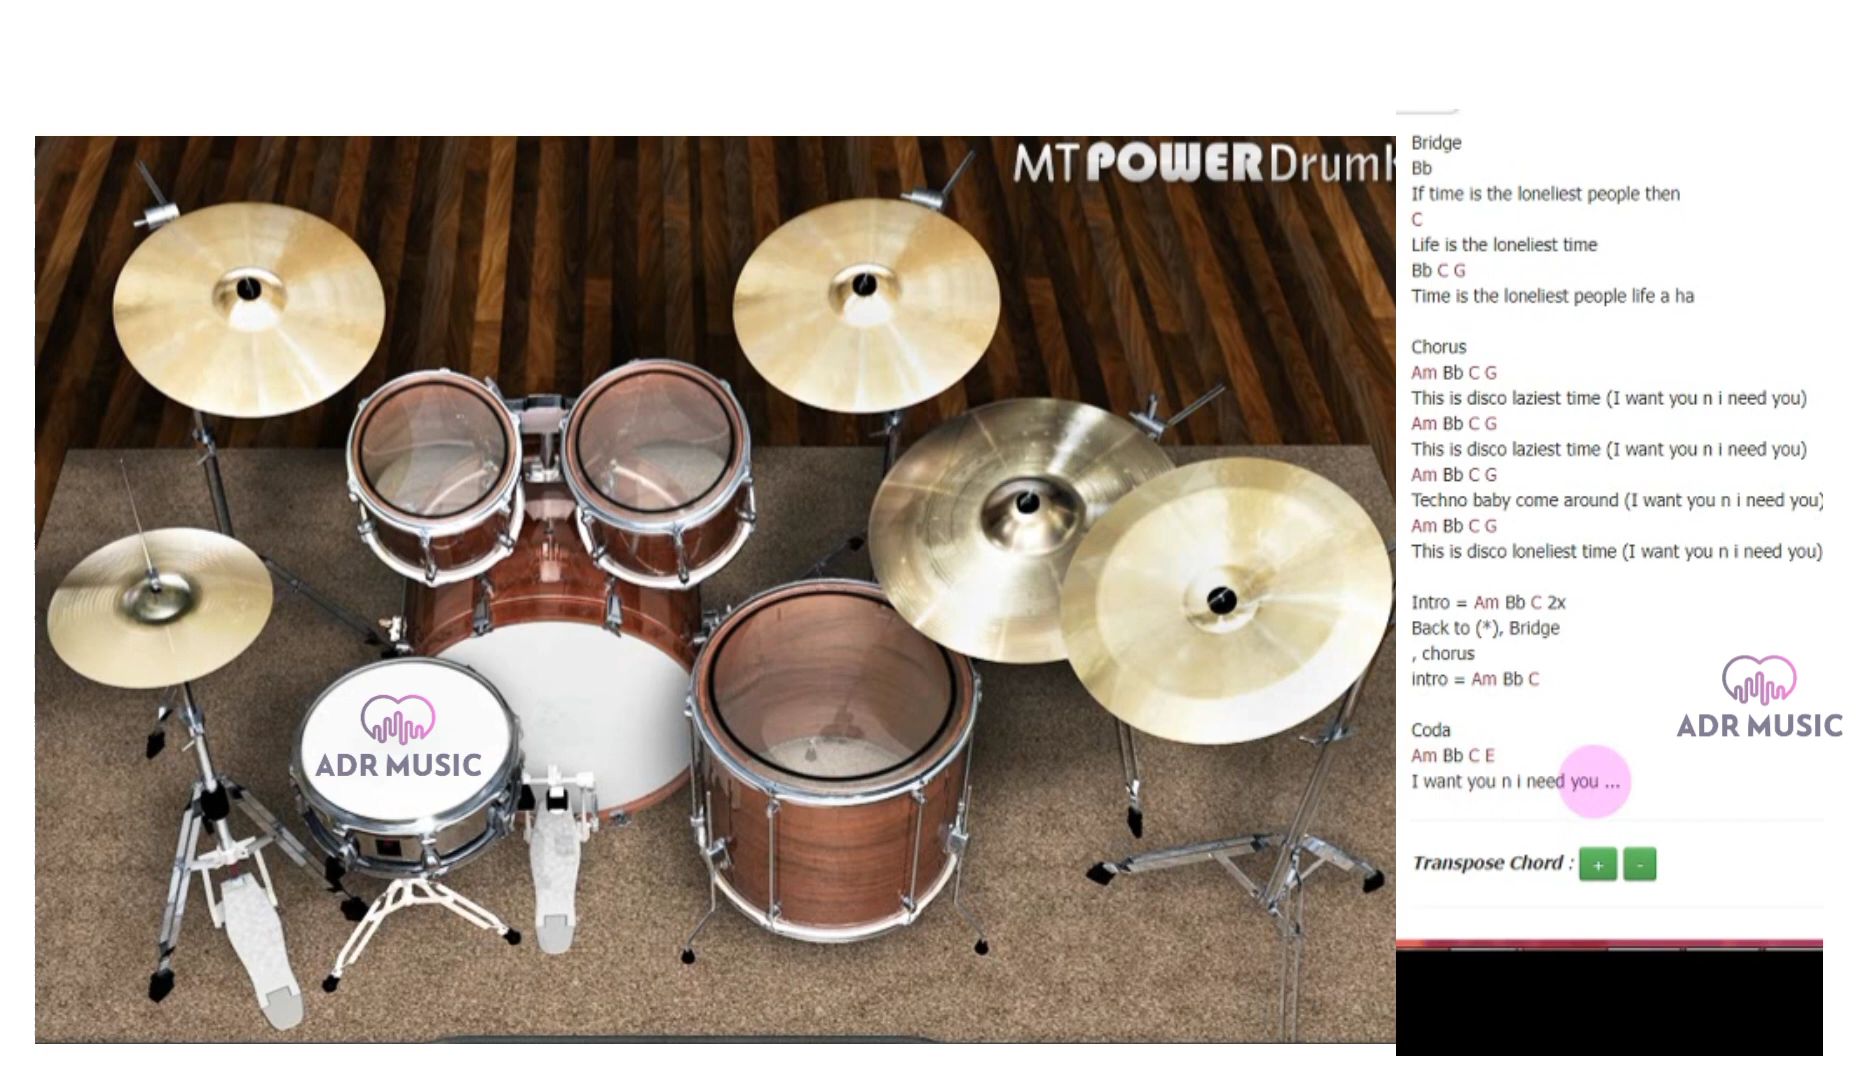 MT POWER Drum
ADR MUSIC
Bridge
Bb
If time is the loneliest people then
C
Life is the loneliest time
Bb C G
Time is the loneliest people life a ha
Chorus
Am Bb C G
This is disco laziest time (I want you n i need you)
Am Bb C G
This is disco laziest time (I want you n i need you)
Am Bb C G
Techno baby come around (I want you n i need you)
Am Bb C G
This is disco loneliest time (I want you n i need you)
Intro = Am Bb C 2x
Back to (*), Bridge
, chorus
intro = Am Bb C
ADR MUSIC
Coda
Am Bb C E
I want you n i need you ...
Transpose Chord : + -